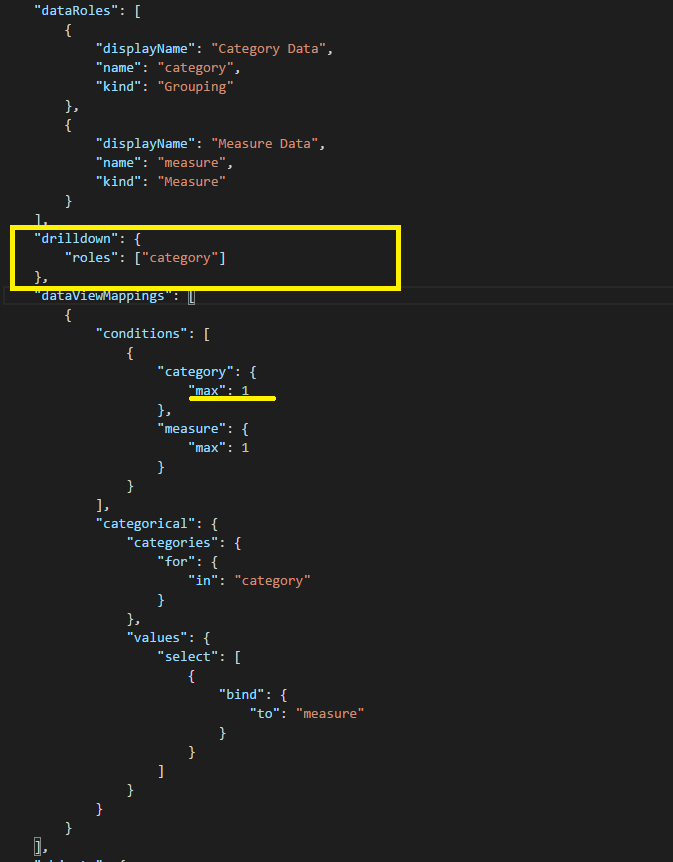 "dataRoles": [
{
"displayName": "Category Data",
"name": "category",
"kind": "Grouping"
},
{
"displayName": "Measure Data",
"name": "measure",
"kind": "Measure"
}
],
"drilldown": {
"roles": ["category"]
},
"dataViewMappings": [
{
"conditions": [
{
"category": {
"max": 1
},
"measure": {
"max": 1
}
}
],
"categorical": {
"categories": {
"for": {
"in": "category"
}
},
"values": {
"select": [
{
"bind": {
"to": "measure"
}
}
]
}
}
}
],